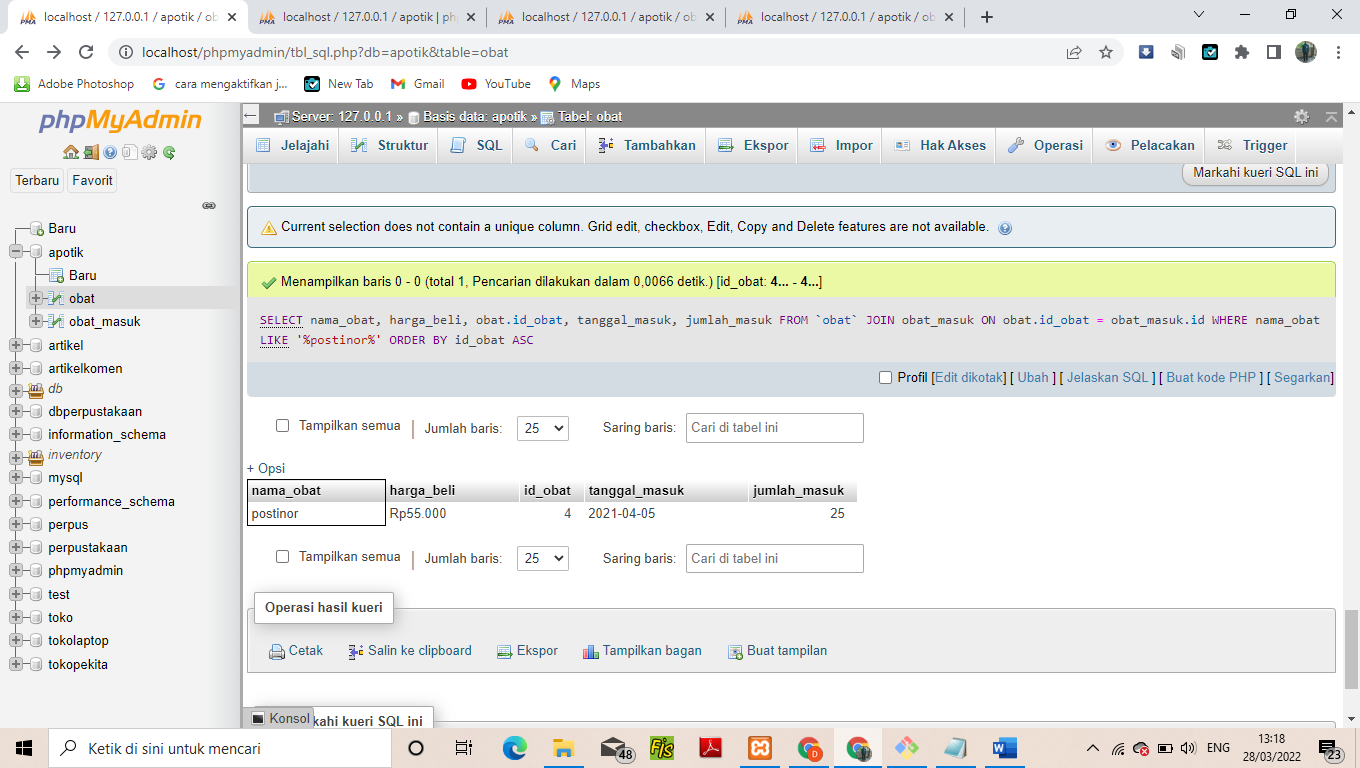 localhost / 127.0.0.1 / apotik / ob
localhost / 127.0.0.1 / apotik | ph
localhost / 127.0.0.1 / apotik / ob
localhost / 127.0.0.1 / apotik / ob
localhost/phpmyadmin/tbl_sql.php?db=apotik&table=obat
Adobe Photoshop
cara mengaktifkan j...
New Tab
Gmail
YouTube
Maps
phpMyAdmin
Terbaru
Favorit
Baru
apotik
Baru
obat
obat_masuk
artikel
artikelkomen
db
dbperpustakaan
information_schema
inventory
mysql
performance_schema
perpus
perpustakaan
phpmyadmin
test
toko
tokolaptop
tokopekita
Server: 127.0.0.1 » Basis data: apotik » Tabel: obat
Jelajahi
Struktur
SQL
Cari
Tambahkan
Ekspor
Impor
Hak Akses
Operasi
Pelacakan
Trigger
Markahi kueri SQL ini
Current selection does not contain a unique column. Grid edit, checkbox, Edit, Copy and Delete features are not available.
Menampilkan baris 0 - 0 (total 1, Pencarian dilakukan dalam 0,0066 detik.) [id_obat: 4... - 4...]
SELECT nama_obat, harga_beli, obat.id_obat, tanggal_masuk, jumlah_masuk FROM `obat` JOIN obat_masuk ON obat.id_obat = obat_masuk.id WHERE nama_obat
LIKE '%postinor%' ORDER BY id_obat ASC
Profil [Edit dikotak] [ Ubah ] [ Jelaskan SQL ] [ Buat kode PHP ] [ Segarkan]
Tampilkan semua | Jumlah baris: 25 Saring baris: Cari di tabel ini
+ Opsi
nama_obat harga_beli id_obat tanggal_masuk jumlah_masuk
postinor Rp55.000 4 2021-04-05 25
Tampilkan semua | Jumlah baris: 25 Saring baris: Cari di tabel ini
Operasi hasil kueri
Cetak
Salin ke clipboard
Ekspor
Tampilkan bagan
Buat tampilan
Konsol
kahi kueri SQL ini
Ketik di sini untuk mencari
48
ENG
13:18
28/03/2022
23